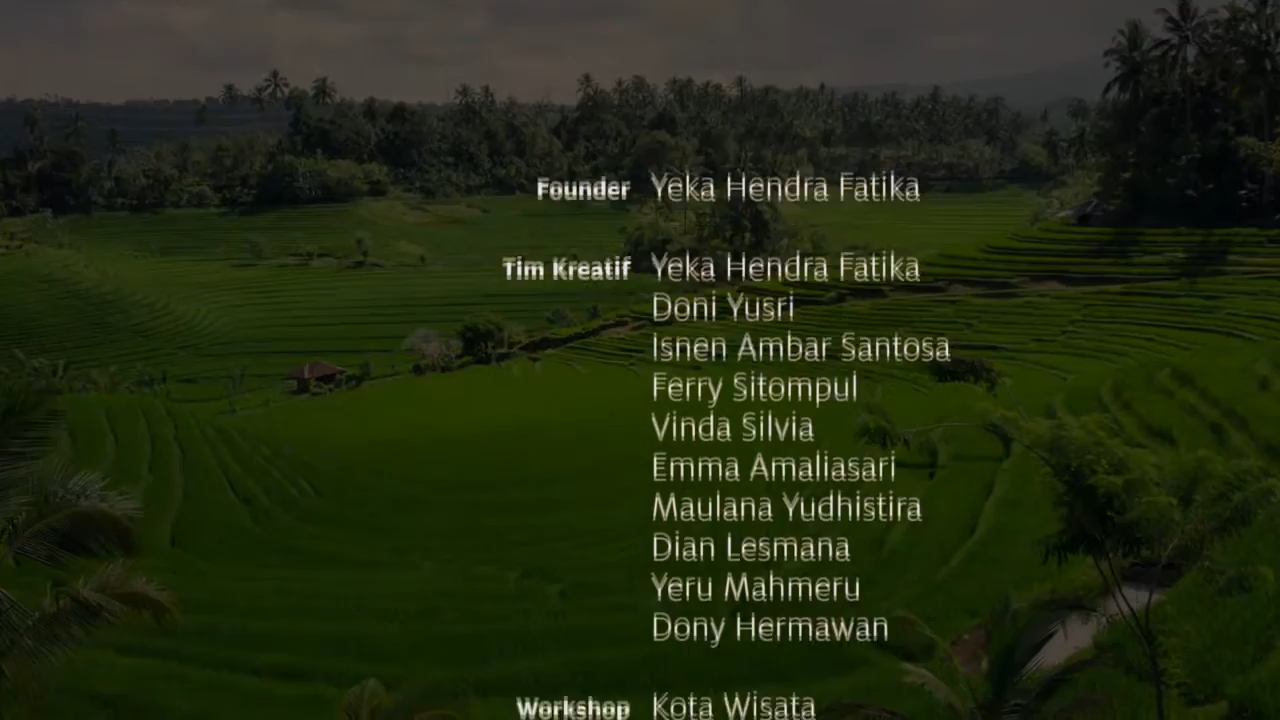 Founder Yeka Hendra Fatika
Tim Kreatif Yeka Hendra Fatika
Doni Yusri
Isnen Ambar Santosa
Ferry Sitompul
Vinda Silvia
Emma Amaliasari
Maulana Yudhistira
Dian Lesmana
Yeru Mahmeru
Dony Hermawan
Workshop Kota Wisata